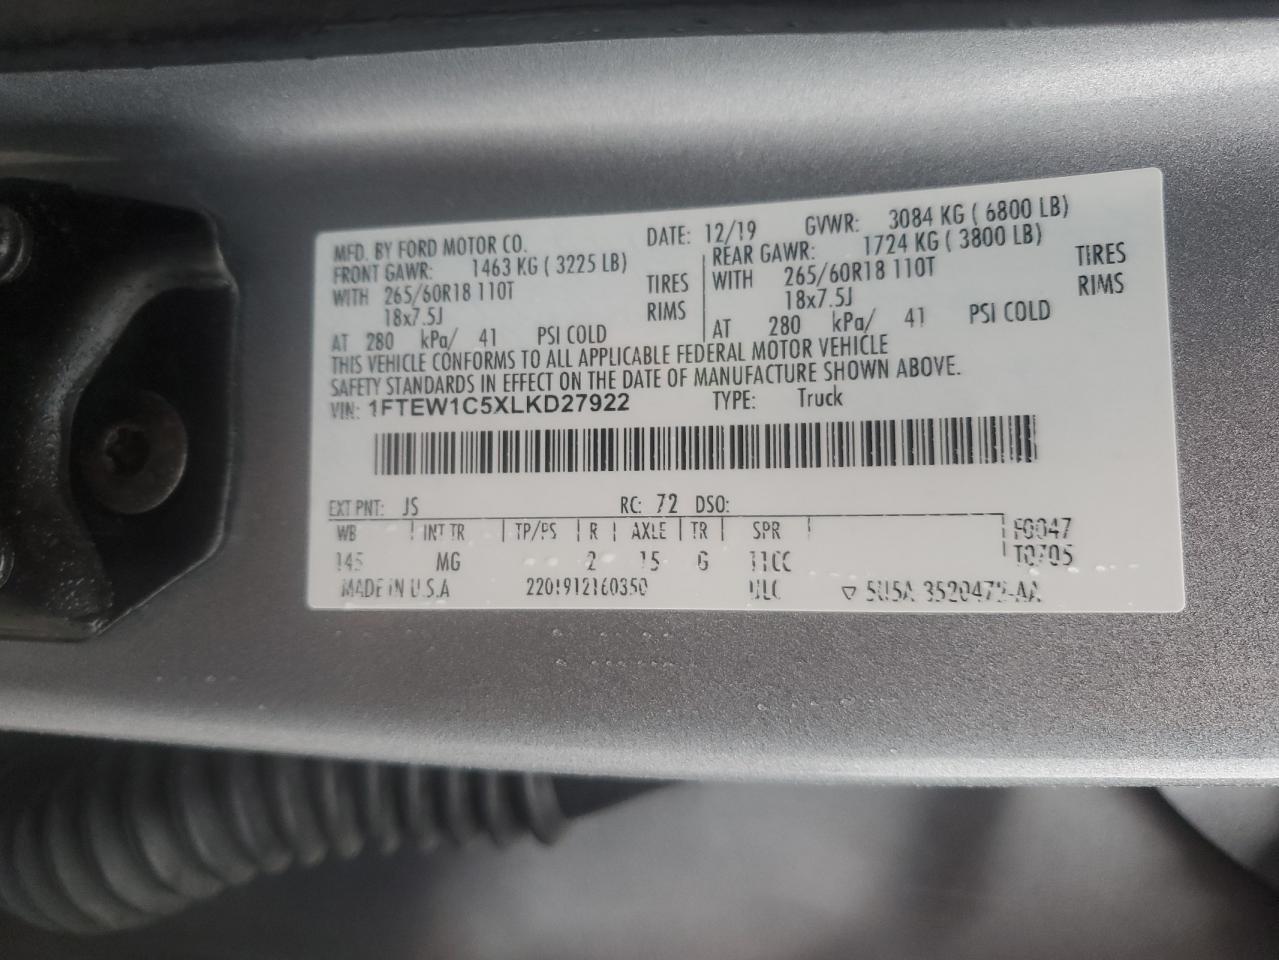 MFD. BY FORD MOTOR CO. DATE: 12/19 GVWR: 3084 KG ( 6800 LB)
FRONT GAWR: 1463 KG ( 3225 LB) REAR GAWR: 1724 KG ( 3800 LB)
WITH 265/60R18 110T TIRES WITH 265/60R18 110T TIRES
18x7.5J RIMS 18x7.5J RIMS
AT 280 kPa/ 41 PSI COLD AT 280 kPa/ 41 PSI COLD
THIS VEHICLE CONFORMS TO ALL APPLICABLE FEDERAL MOTOR VEHICLE
SAFETY STANDARDS IN EFFECT ON THE DATE OF MANUFACTURE SHOWN ABOVE.
VIN: 1FTEW1C5XLKD27922 TYPE: Truck
EXT PNT: JS RC: 72 DSO:
WB INT TR TP/PS R AXLE TR SPR F0047
145 MG 2 15 G 11CC T0705
MADE IN U.S.A 2201912160350